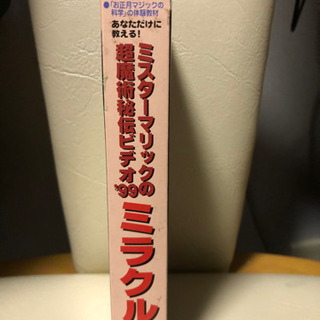 ●「お正月マジックの
科学」の体験教材
あなただけに
教える！
ミスターマリックの
超魔術秘伝ビデオ'99
ミラクル